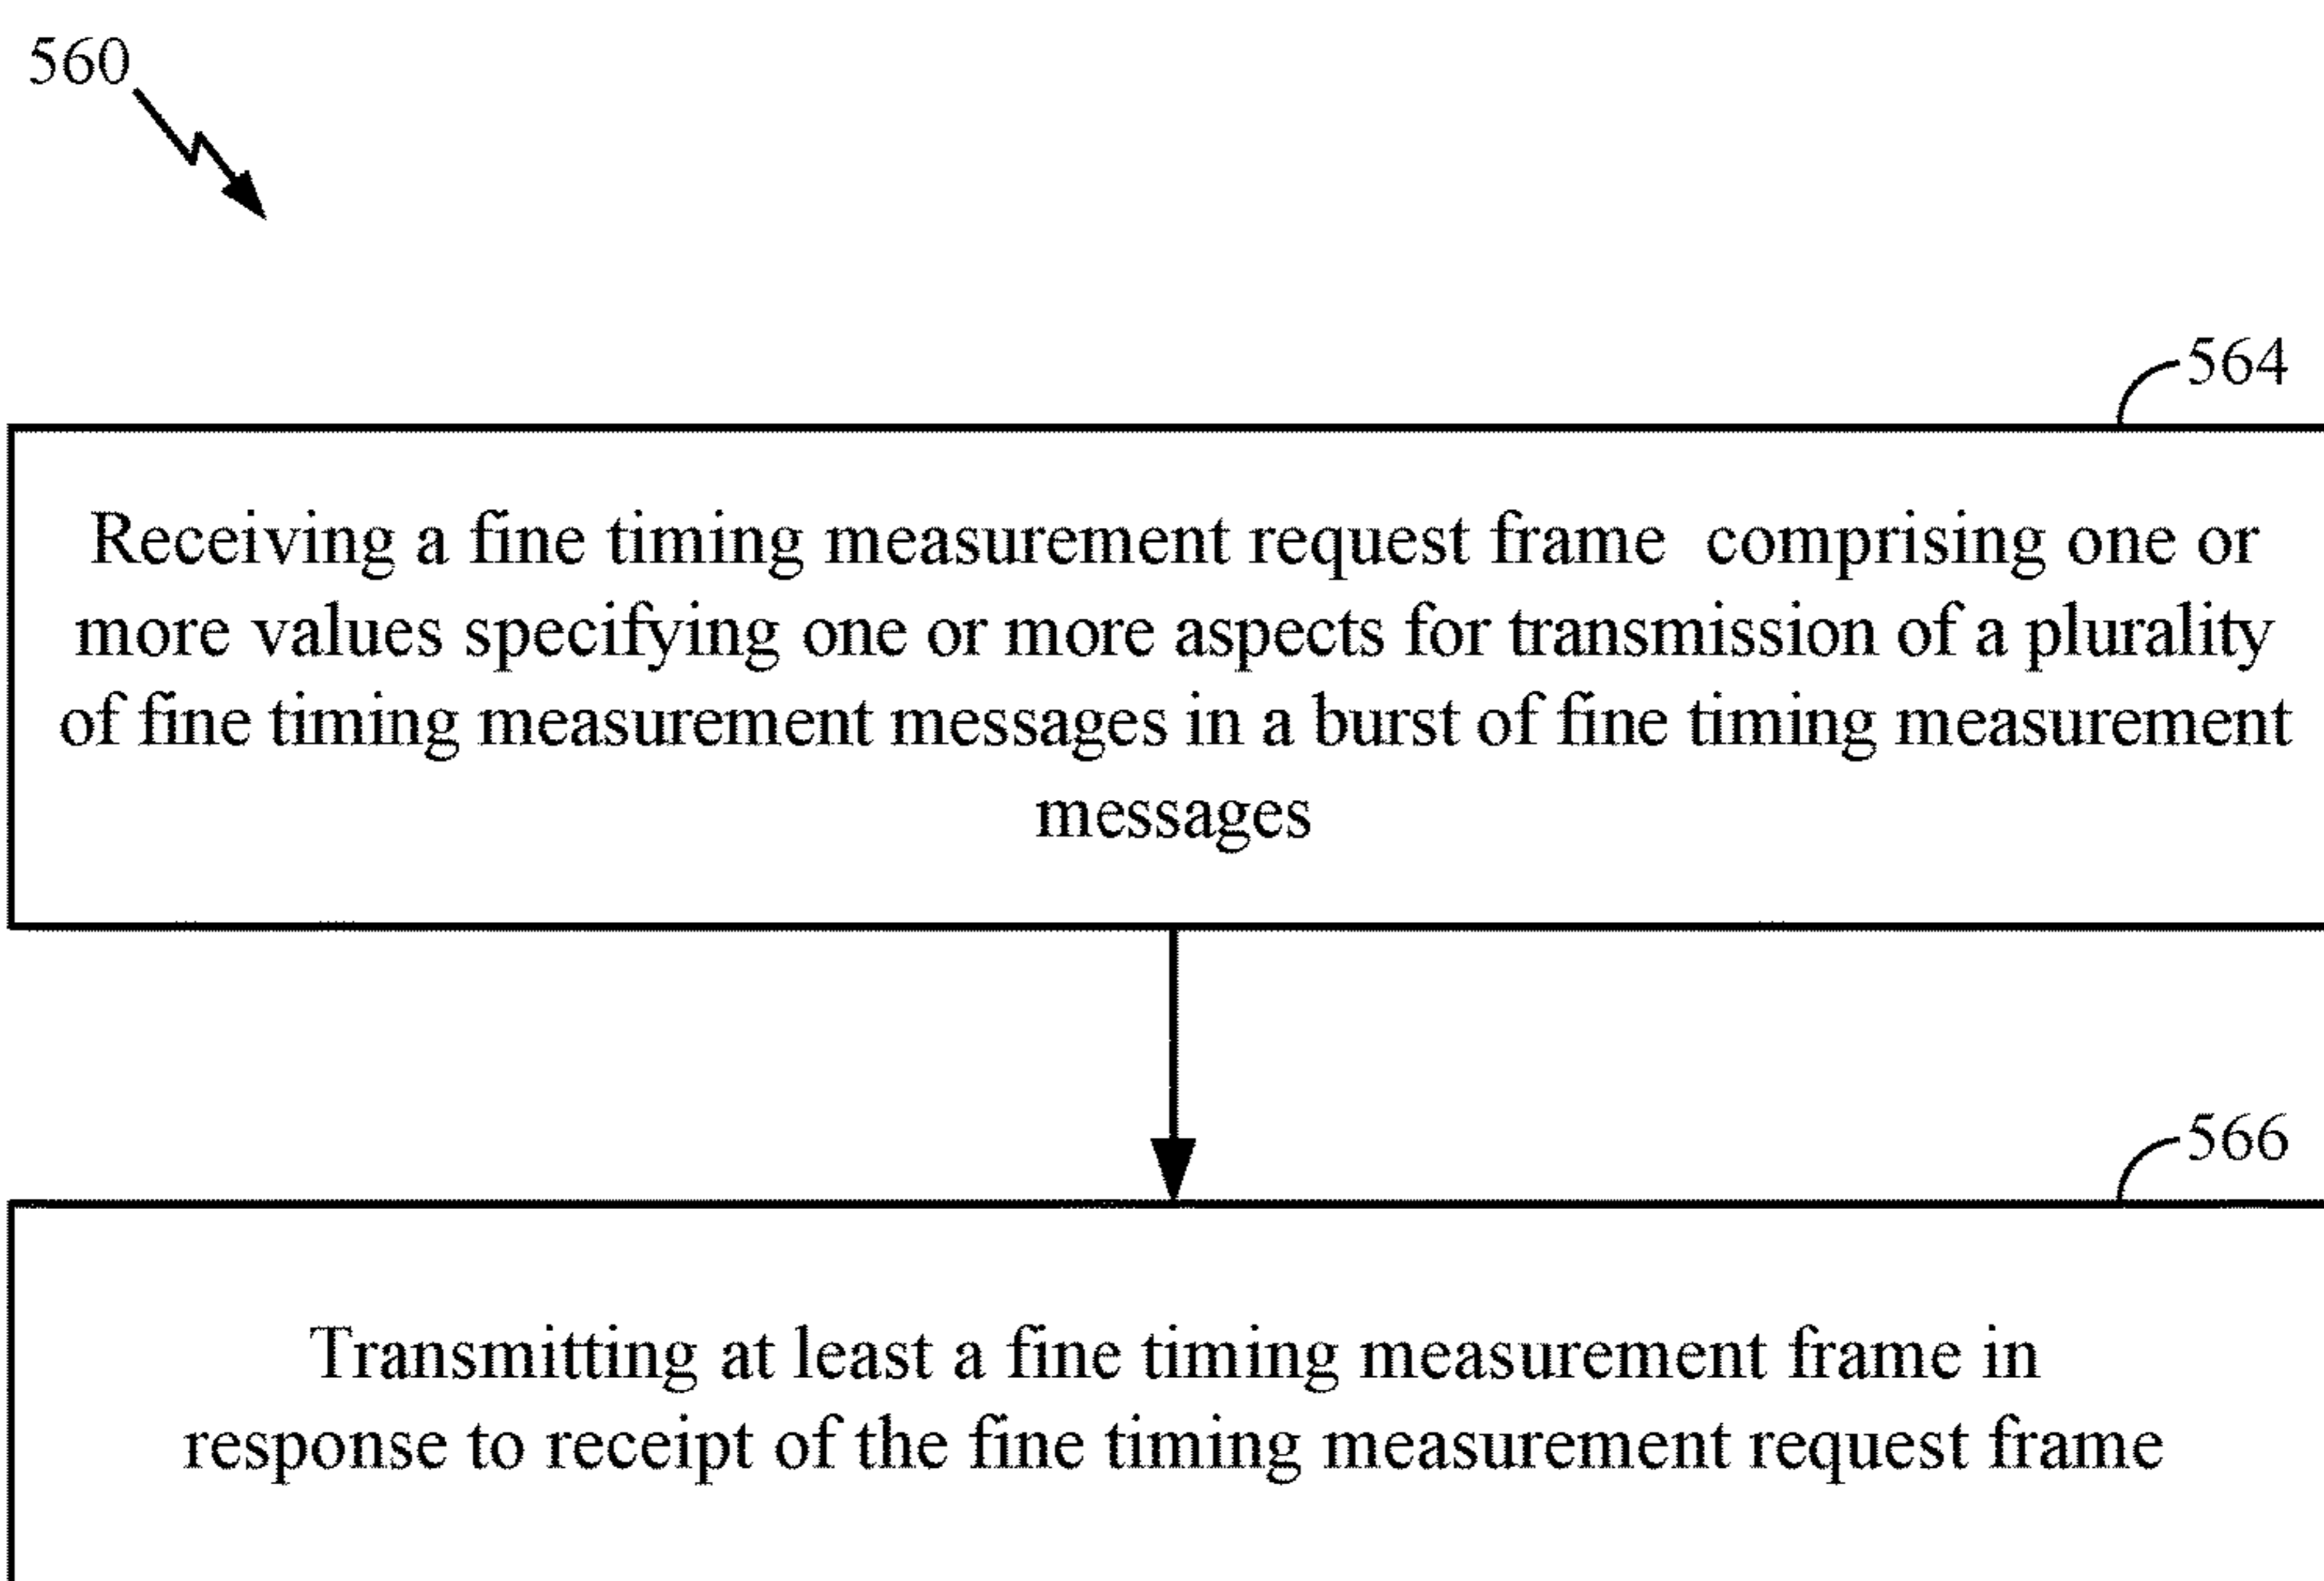 560
564
Receiving a fine timing measurement request frame comprising one or
more values specifying one or more aspects for transmission of a plurality
of fine timing measurement messages in a burst of fine timing measurement
messages
566
Transmitting at least a fine timing measurement frame in
response to receipt of the fine timing measurement request frame